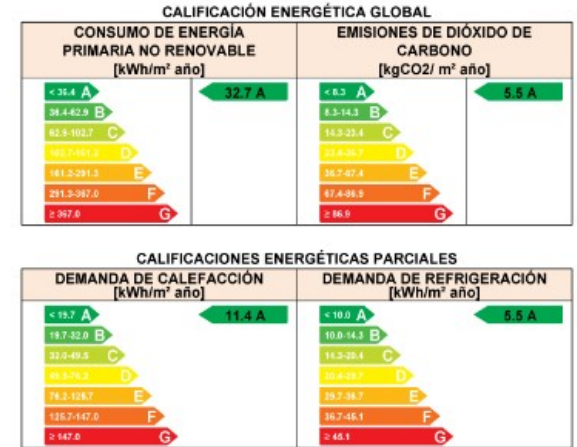 CALIFICACIÓN ENERGÉTICA GLOBAL
CONSUMO DE ENERGÍA
PRIMARIA NO RENOVABLE
[kWh/m² año]
< 36.4 A
36.4-62.9 B
62.9-102.7 C
102.7-161.2 D
161.2-291.3 E
291.3-367.0 F
≥ 367.0 G
32.7 A
EMISIONES DE DIÓXIDO DE
CARBONO
[kgCO2/ m² año]
< 8.3 A
8.3-14.3 B
14.3-23.4 C
D
36.7-67.4 E
67.4-86.9 F
≥ 86.9 G
5.5 A
CALIFICACIONES ENERGÉTICAS PARCIALES
DEMANDA DE CALEFACCIÓN
[kWh/m² año]
< 19.7 A
19.7-32.0 B
32.0-49.5 C
D
76.2-125.7 E
125.7-147.0 F
≥ 147.0 G
11.4 A
DEMANDA DE REFRIGERACIÓN
[kWh/m² año]
< 10.0 A
10.0-14.3 B
14.3-20.4 C
D
29.7-36.7 E
36.7-45.1 F
≥ 45.1 G
5.5 A